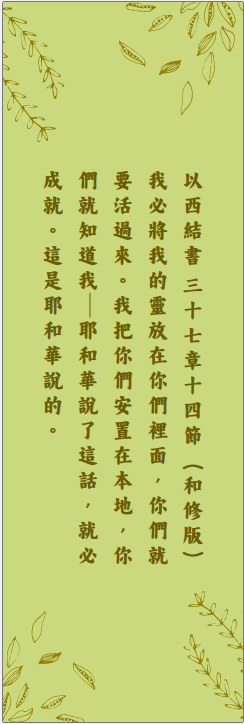 以西結書 三十七章十四節 (和修版)
我必將我的靈放在你們裡面，你們就
要活過來。我把你們安置在本地，你
們就知道我—耶和華說了這話，就必
成就。這是耶和華說的。